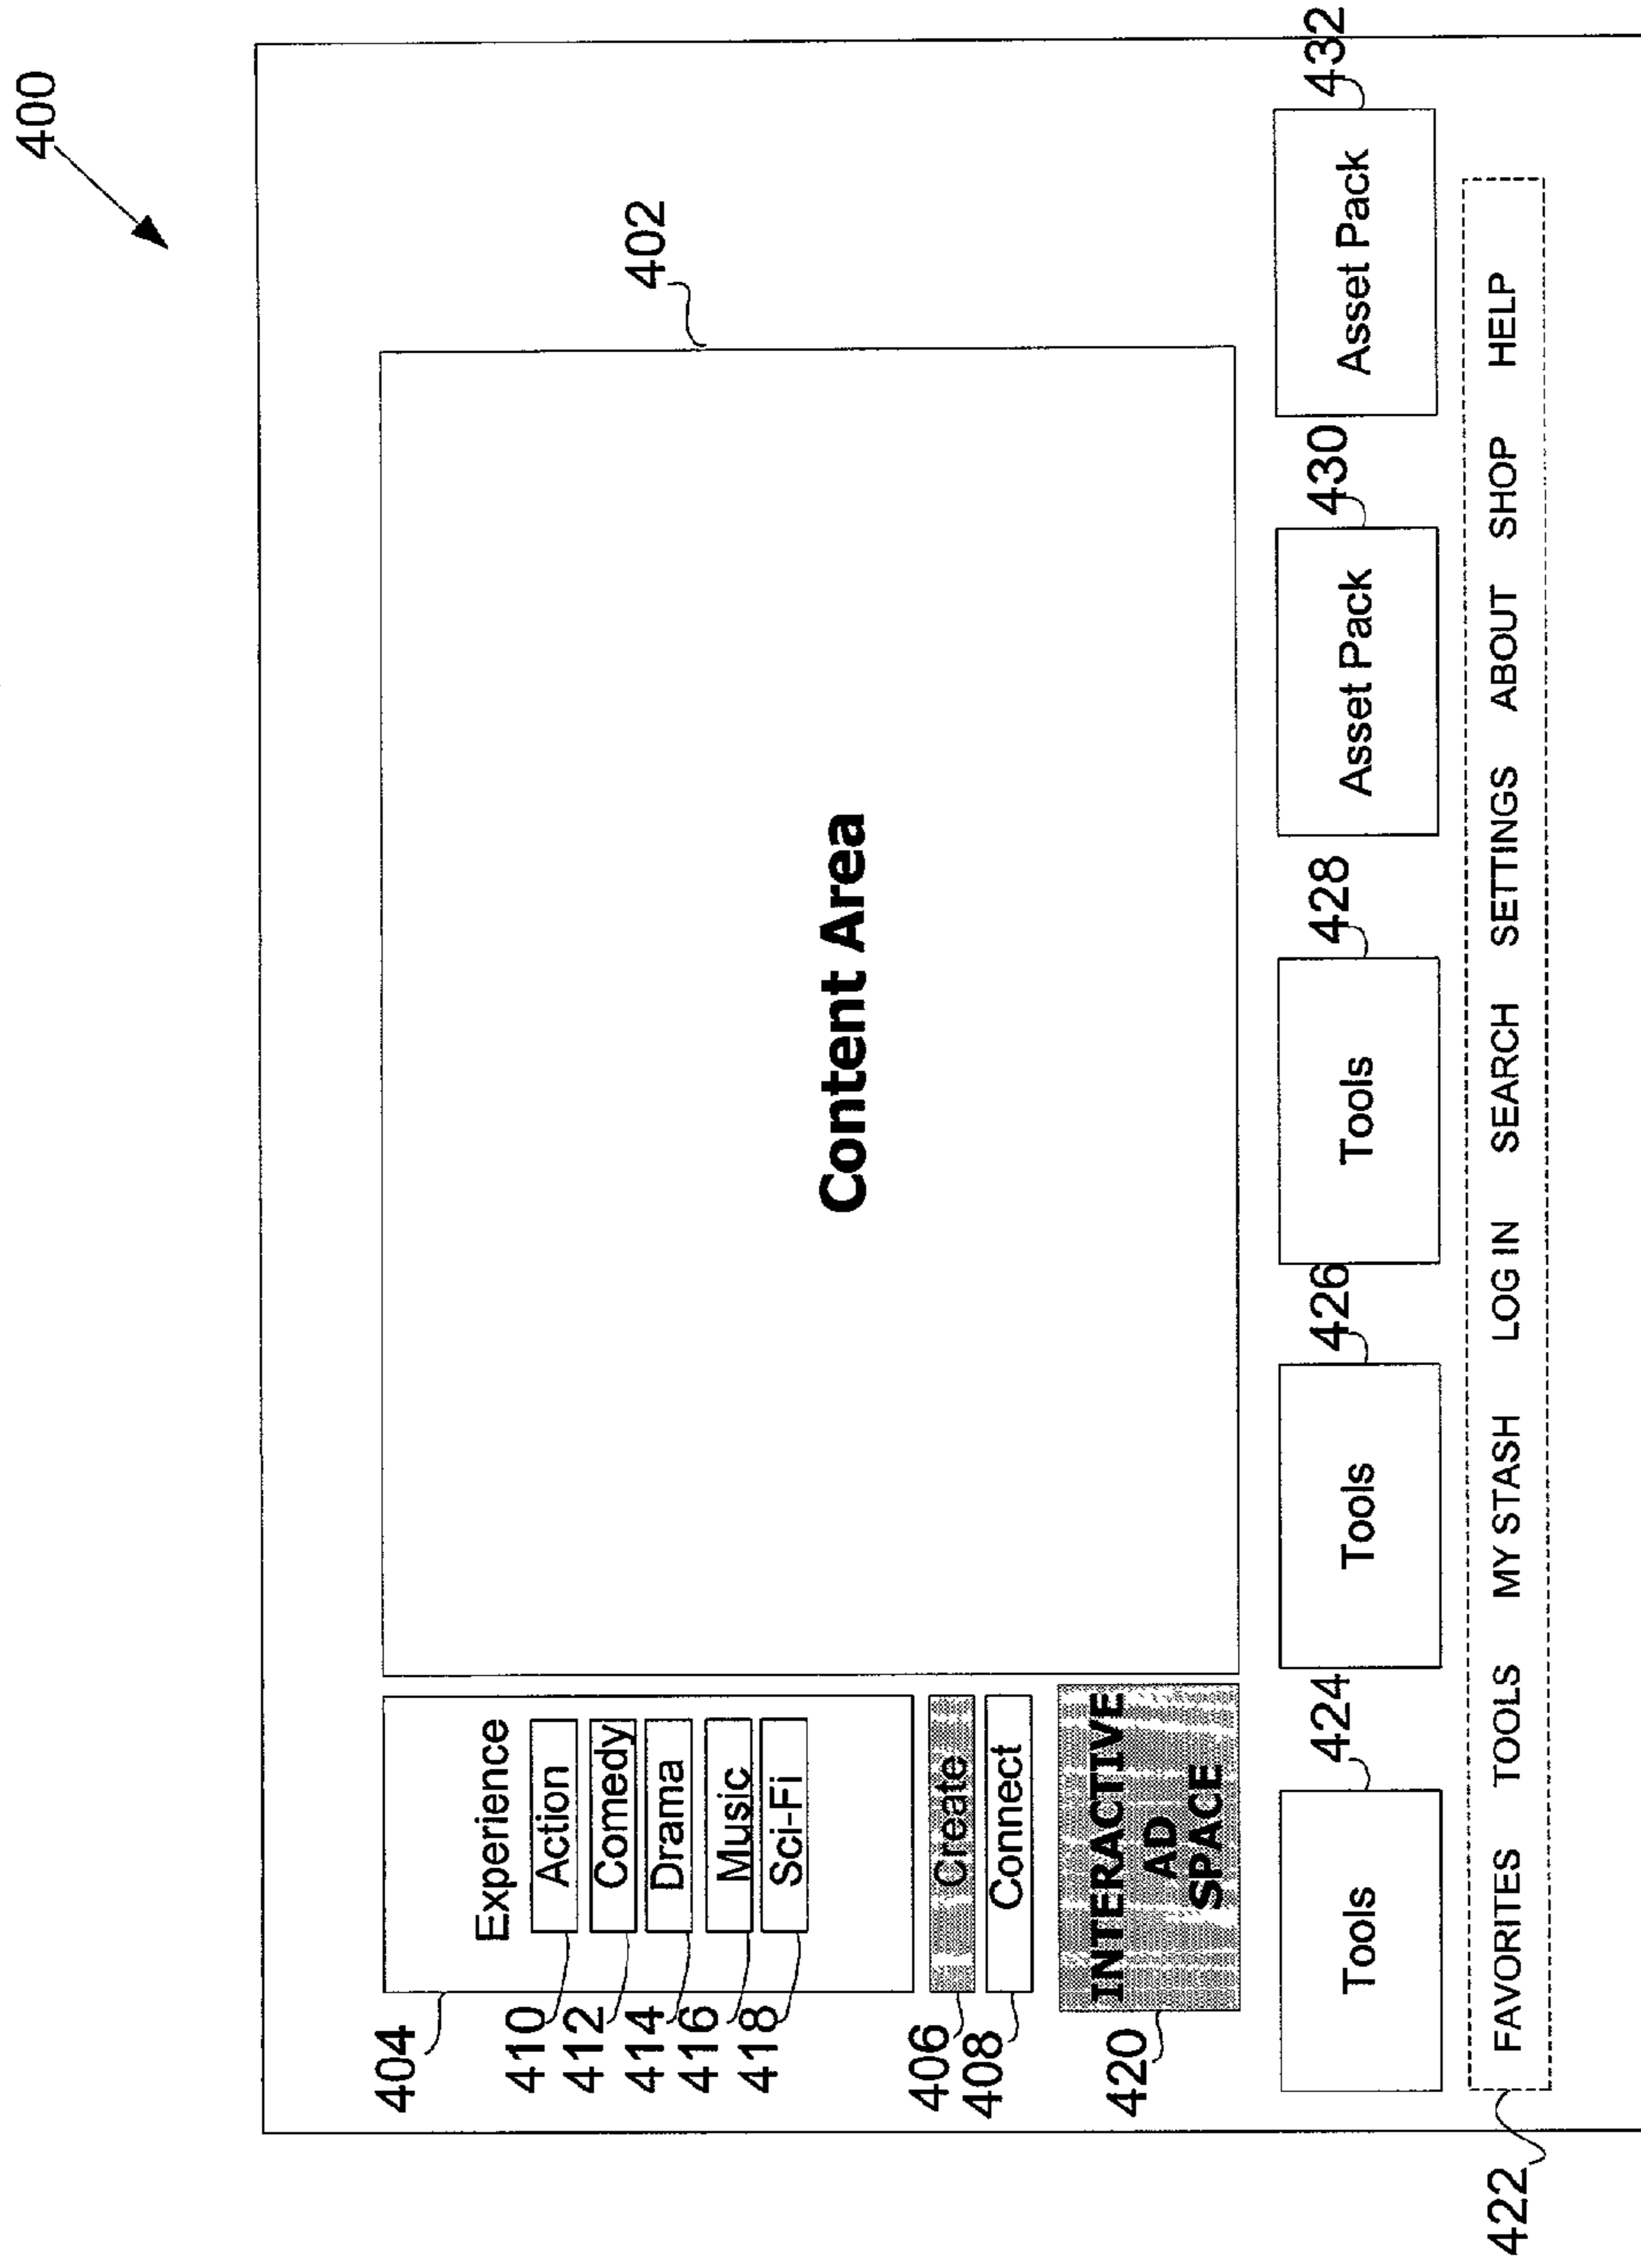 400
402
Content Area
404
Experience
410
Action
412
Comedy
414
Drama
416
Music
418
Sci-Fi
406
Create
408
Connect
420
INTERACTIVE
AD
SPACE
424
Tools
426
Tools
428
Tools
430
Asset Pack
432
Asset Pack
422
FAVORITES TOOLS MY STASH LOG IN SEARCH SETTINGS ABOUT SHOP HELP